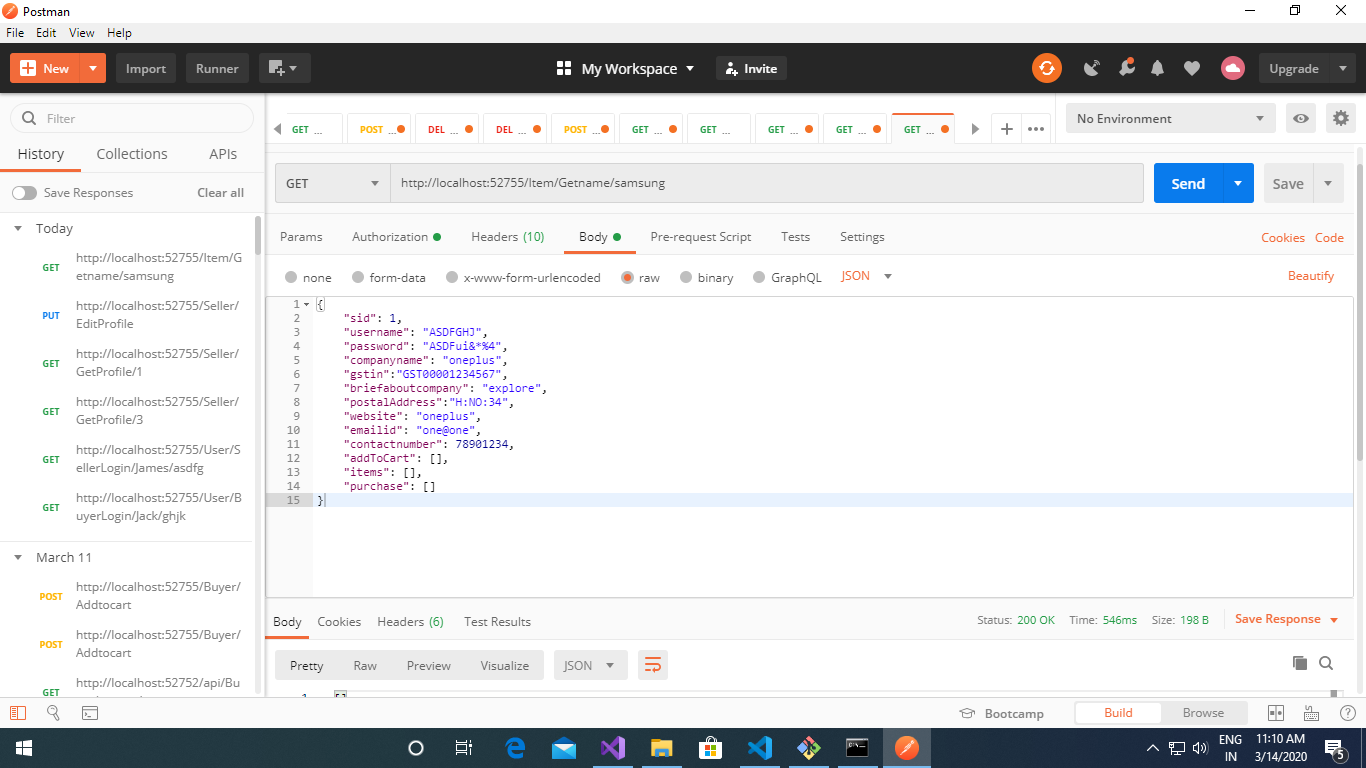 Postman
File Edit View Help
New Import Runner My Workspace Invite Upgrade
Filter
History Collections APIs
Save Responses Clear all
Today
GET http://localhost:52755/Item/G
etname/samsung
PUT http://localhost:52755/Seller/
EditProfile
GET http://localhost:52755/Seller/
GetProfile/1
GET http://localhost:52755/Seller/
GetProfile/3
GET http://localhost:52755/User/S
ellerLogin/James/asdfg
GET http://localhost:52755/User/B
uyerLogin/Jack/ghjk
March 11
POST http://localhost:52755/Buyer/
Addtocart
POST http://localhost:52755/Buyer/
Addtocart
GET http://localhost:52752/api/Bu
GET ... POST ... DEL ... DEL ... POST ... GET ... GET ... GET ... GET ... GET ...
No Environment
GET http://localhost:52755/Item/Getname/samsung Send Save
Params Authorization Headers (10) Body Pre-request Script Tests Settings Cookies Code
none form-data x-www-form-urlencoded raw binary GraphQL JSON Beautify
1 {
2 "sid": 1,
3 "username": "ASDFGHJ",
4 "password": "ASDFui&*%4",
5 "companyname": "oneplus",
6 "gstin":"GST00001234567",
7 "briefaboutcompany": "explore",
8 "postalAddress":"H:NO:34",
9 "website": "oneplus",
10 "emailid": "one@one",
11 "contactnumber": 78901234,
12 "addToCart": [],
13 "items": [],
14 "purchase": []
15 }
Body Cookies Headers (6) Test Results Status: 200 OK Time: 546ms Size: 198 B Save Response
Pretty Raw Preview Visualize JSON
1 []
Bootcamp Build Browse
ENG 11:10 AM
IN 3/14/2020 5